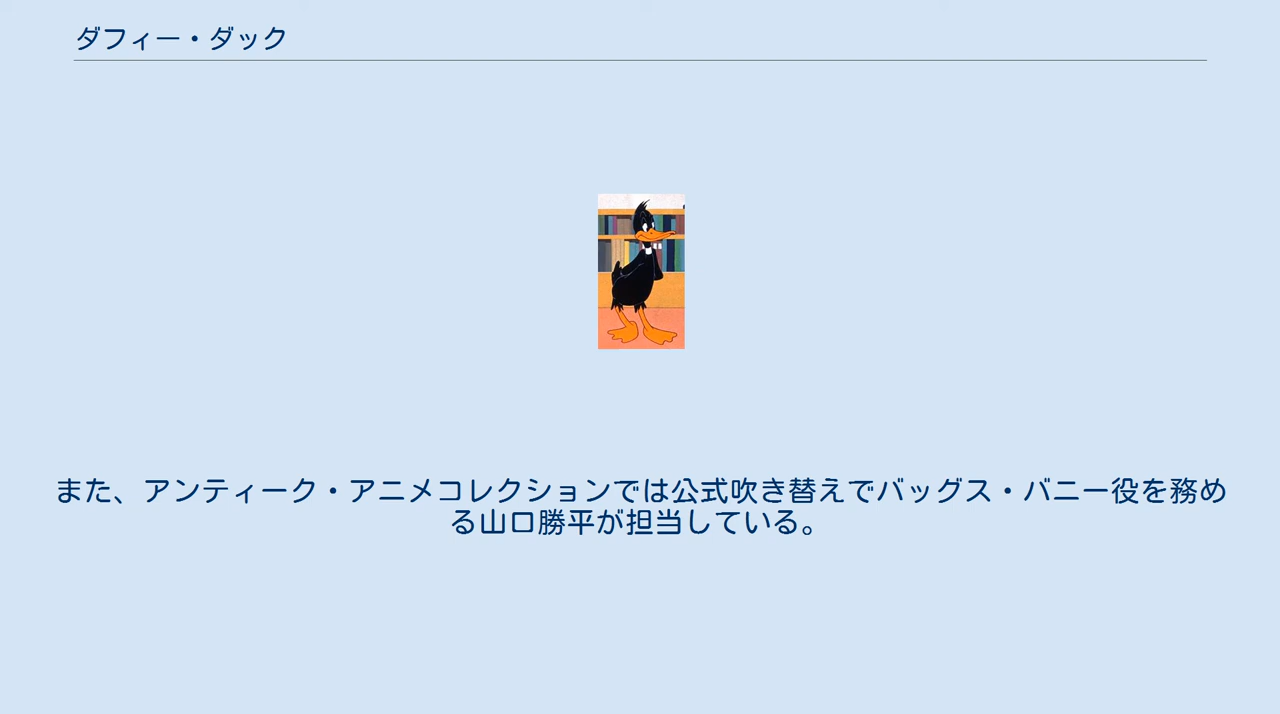 ダフィー・ダック
また、アンティーク・アニメコレクションでは公式吹き替えでバッグス・バニー役を務め
る山口勝平が担当している。